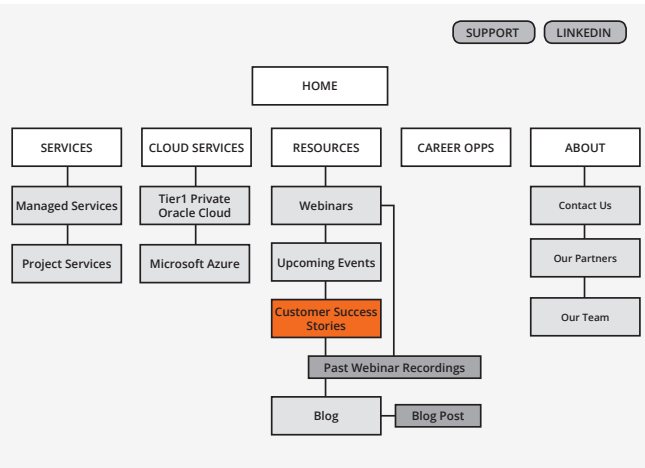 SUPPORT
LINKEDIN
HOME
SERVICES
CLOUD SERVICES
RESOURCES
CAREER OPPS
ABOUT
Managed Services
Tier1 Private
Oracle Cloud
Webinars
Contact Us
Project Services
Microsoft Azure
Upcoming Events
Our Partners
Customer Success
Stories
Our Team
Past Webinar Recordings
Blog
Blog Post